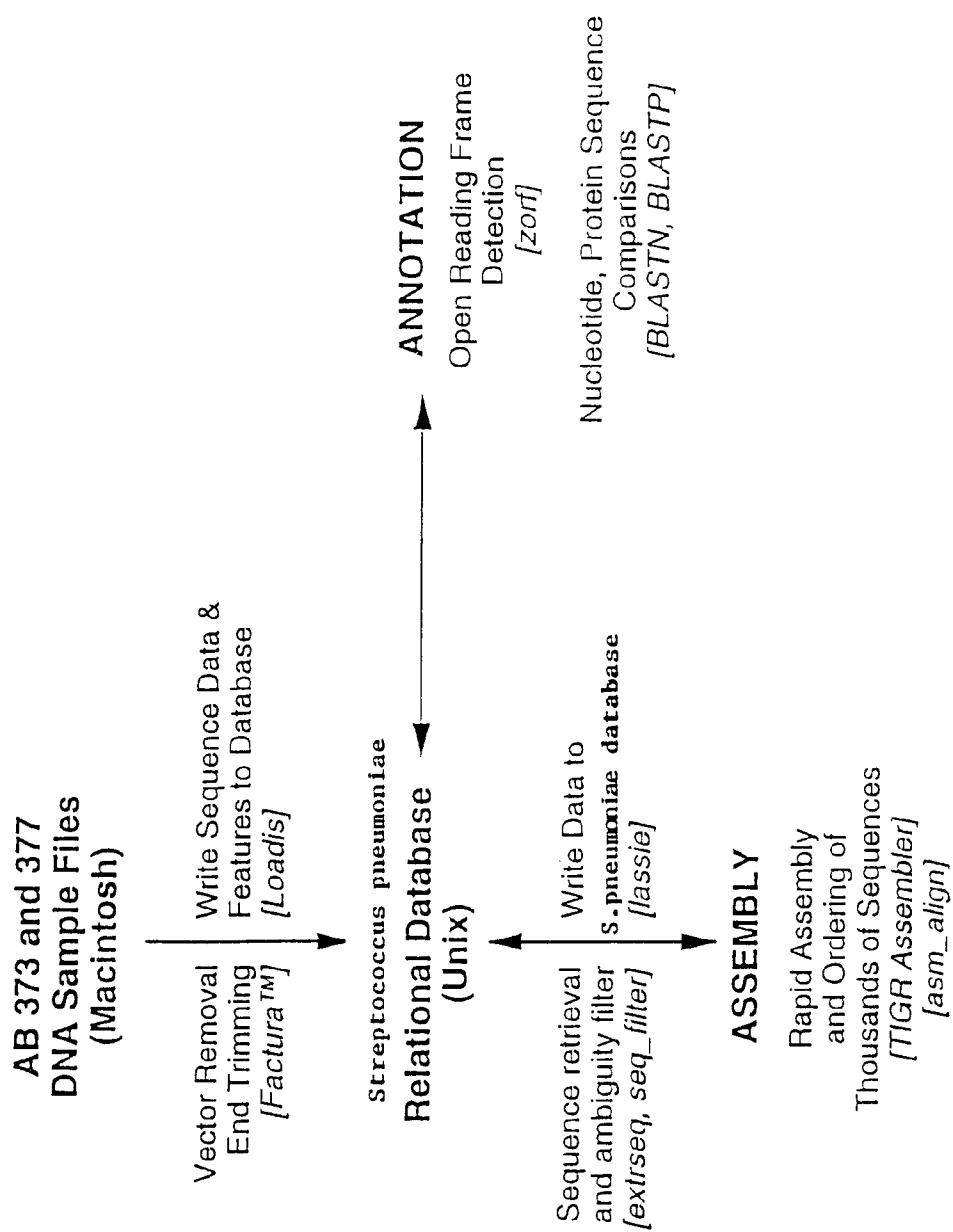 AB 373 and 377
DNA Sample Files
(Macintosh)
Vector Removal
End Trimming
[Factura™]
Write Sequence Data &
Features to Database
[Loadis]
Streptococcus pneumoniae
Relational Database
(Unix)
ANNOTATION
Open Reading Frame
Detection
[zorf]
Nucleotide, Protein Sequence
Comparisons
[BLASTN, BLASTP]
Sequence retrieval
and ambiguity filter
[extrseq, seq_filter]
Write Data to
S.pneumoniae database
[lassie]
ASSEMBLY
Rapid Assembly
and Ordering of
Thousands of Sequences
[TIGR Assembler]
[asm_align]